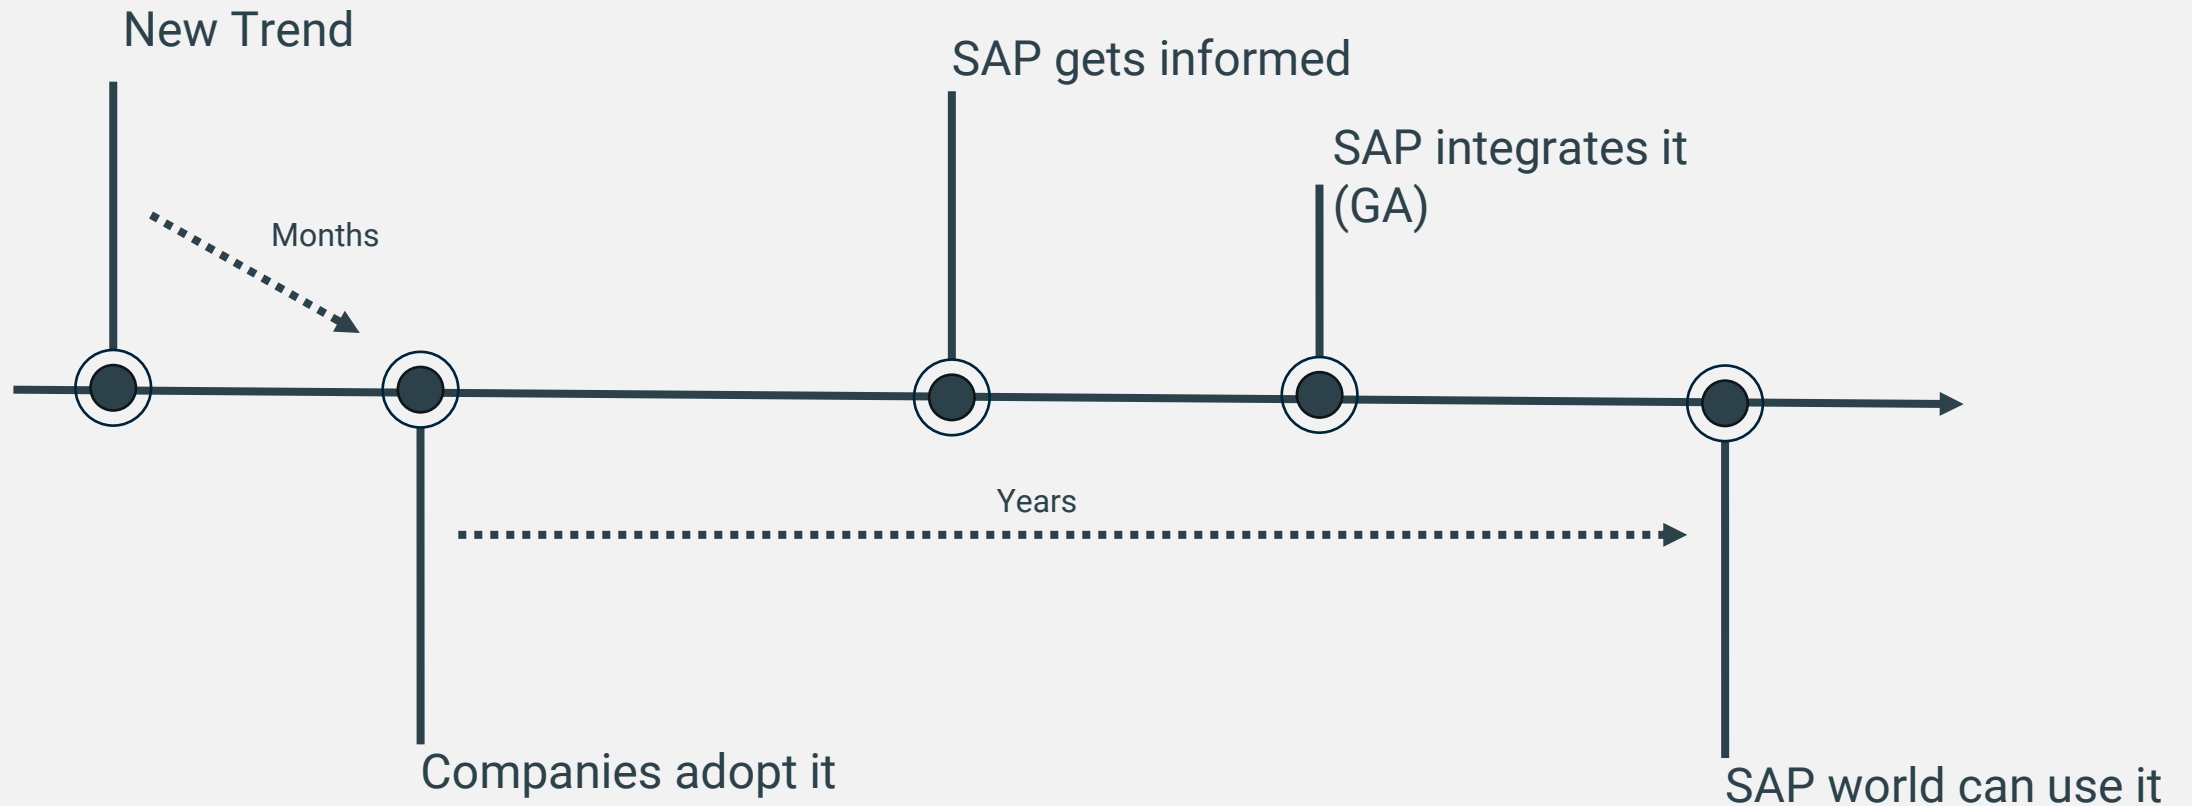 New Trend
SAP gets informed
SAP integrates it
(GA)
Months
Years
Companies adopt it
SAP world can use it